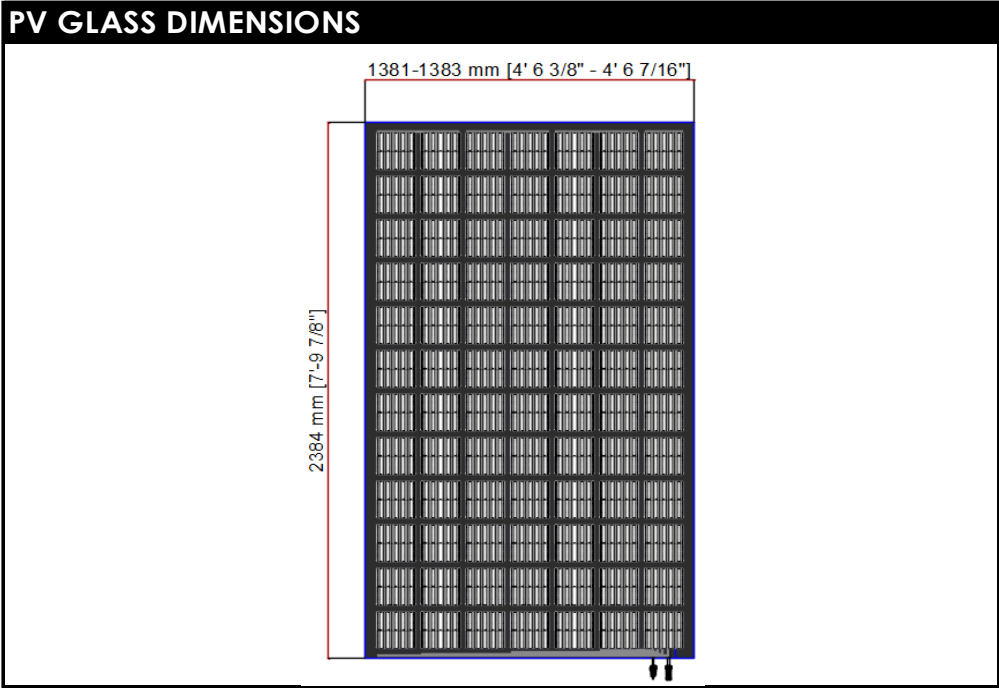 PV GLASS DIMENSIONS
1381-1383 mm [4' 6 3/8" - 4' 6 7/16"]
2384 mm [7'-9 7/8"]